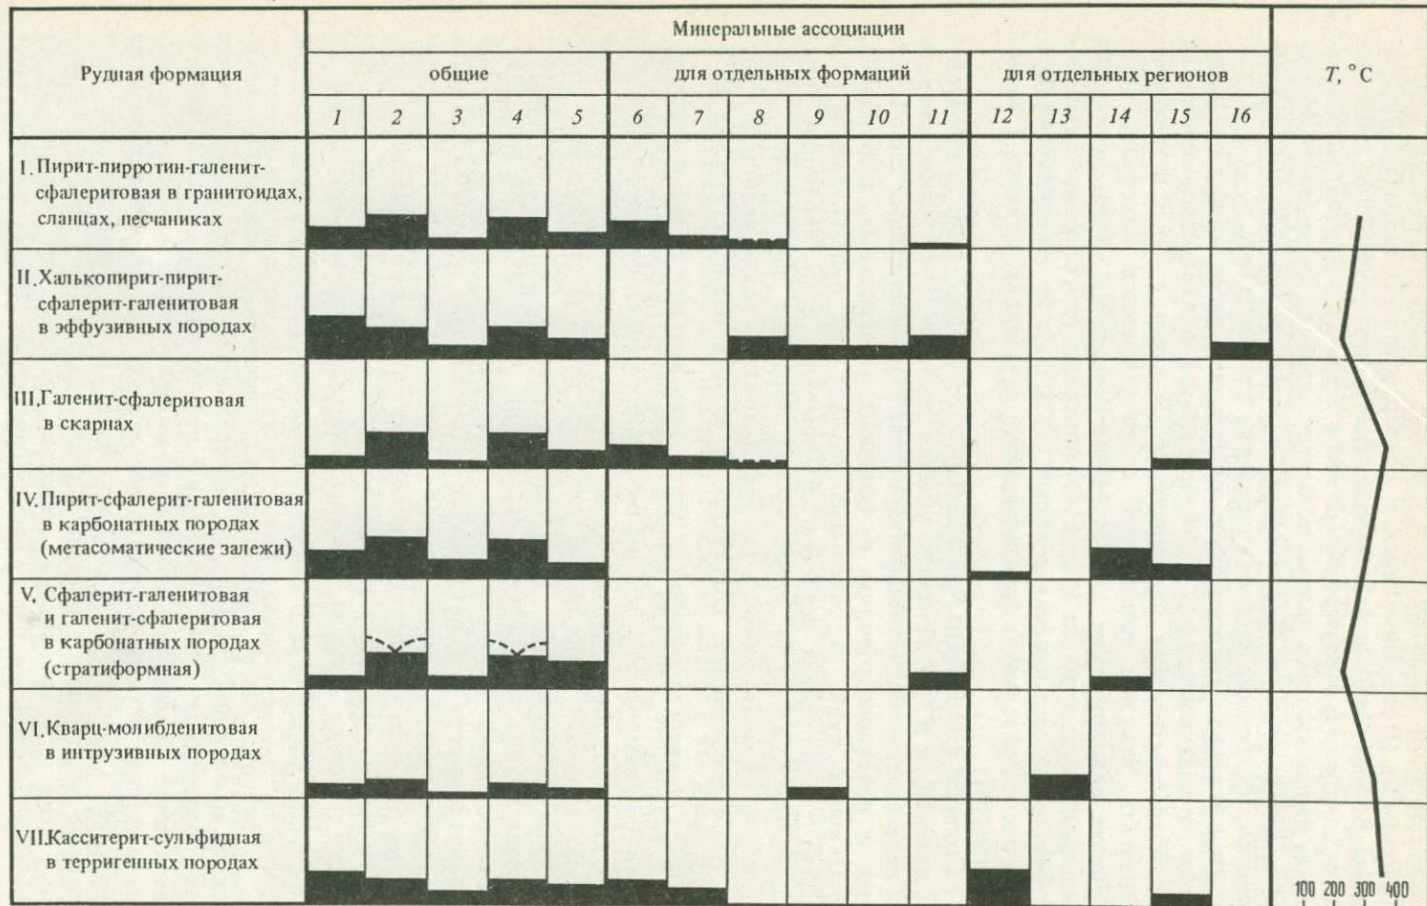 Минеральные ассоциации
Рудная формация
общие
для отдельных формаций
для отдельных регионов
T, °C
1 2 3 4 5 6 7 8 9 10 11 12 13 14 15 16
I. Пирит-пирротин-галенит-
сфалеритовая в гранитоидах,
сланцах, песчаниках
II. Халькопирит-пирит-
сфалерит-галенитовая
в эффузивных породах
III. Галенит-сфалеритовая
в скарнах
IV. Пирит-сфалерит-галенитовая
в карбонатных породах
(метасоматические залежи)
V. Сфалерит-галенитовая
и галенит-сфалеритовая
в карбонатных породах
(стратиформная)
VI. Кварц-молибденитовая
в интрузивных породах
VII. Касситерит-сульфидная
в терригенных породах
100 200 300 400